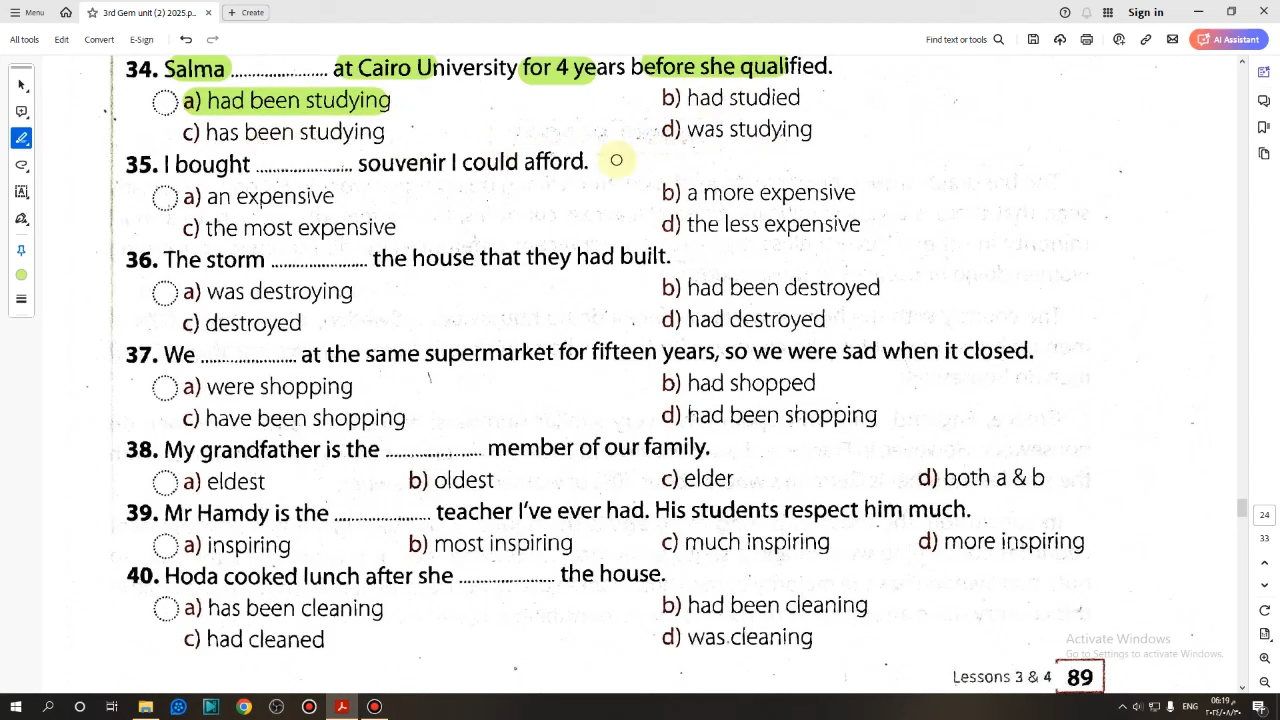 Menu
3rd Gem unit (2) 2025.p...
Create
Sign in
All tools Edit Convert E-Sign
Find text or tools
AI Assistant
34. Salma .................... at Cairo University for 4 years before she qualified.
a) had been studying b) had studied
c) has been studying d) was studying
35. I bought .................... souvenir I could afford.
a) an expensive b) a more expensive
c) the most expensive d) the less expensive
36. The storm .................... the house that they had built.
a) was destroying b) had been destroyed
c) destroyed d) had destroyed
37. We .................... at the same supermarket for fifteen years, so we were sad when it closed.
a) were shopping b) had shopped
c) have been shopping d) had been shopping
38. My grandfather is the .................... member of our family.
a) eldest b) oldest c) elder d) both a & b
39. Mr Hamdy is the .................... teacher I've ever had. His students respect him much.
a) inspiring b) most inspiring c) much inspiring d) more inspiring
40. Hoda cooked lunch after she .................... the house.
a) has been cleaning b) had been cleaning
c) had cleaned d) was cleaning
24
33
Activate Windows
Go to Settings to activate Windows.
Lessons 3 & 4 89
ENG